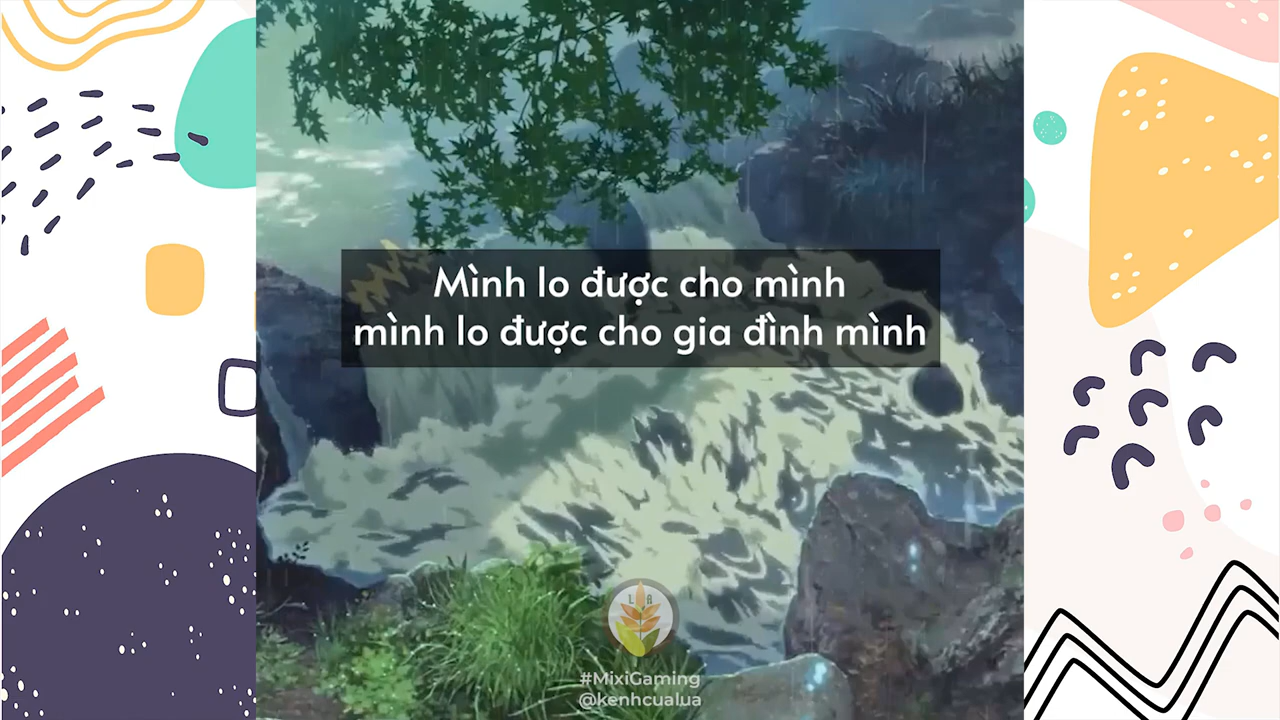 Mình lo được cho mình
mình lo được cho gia đình mình
L A
#MixiGaming
@kenhcualua